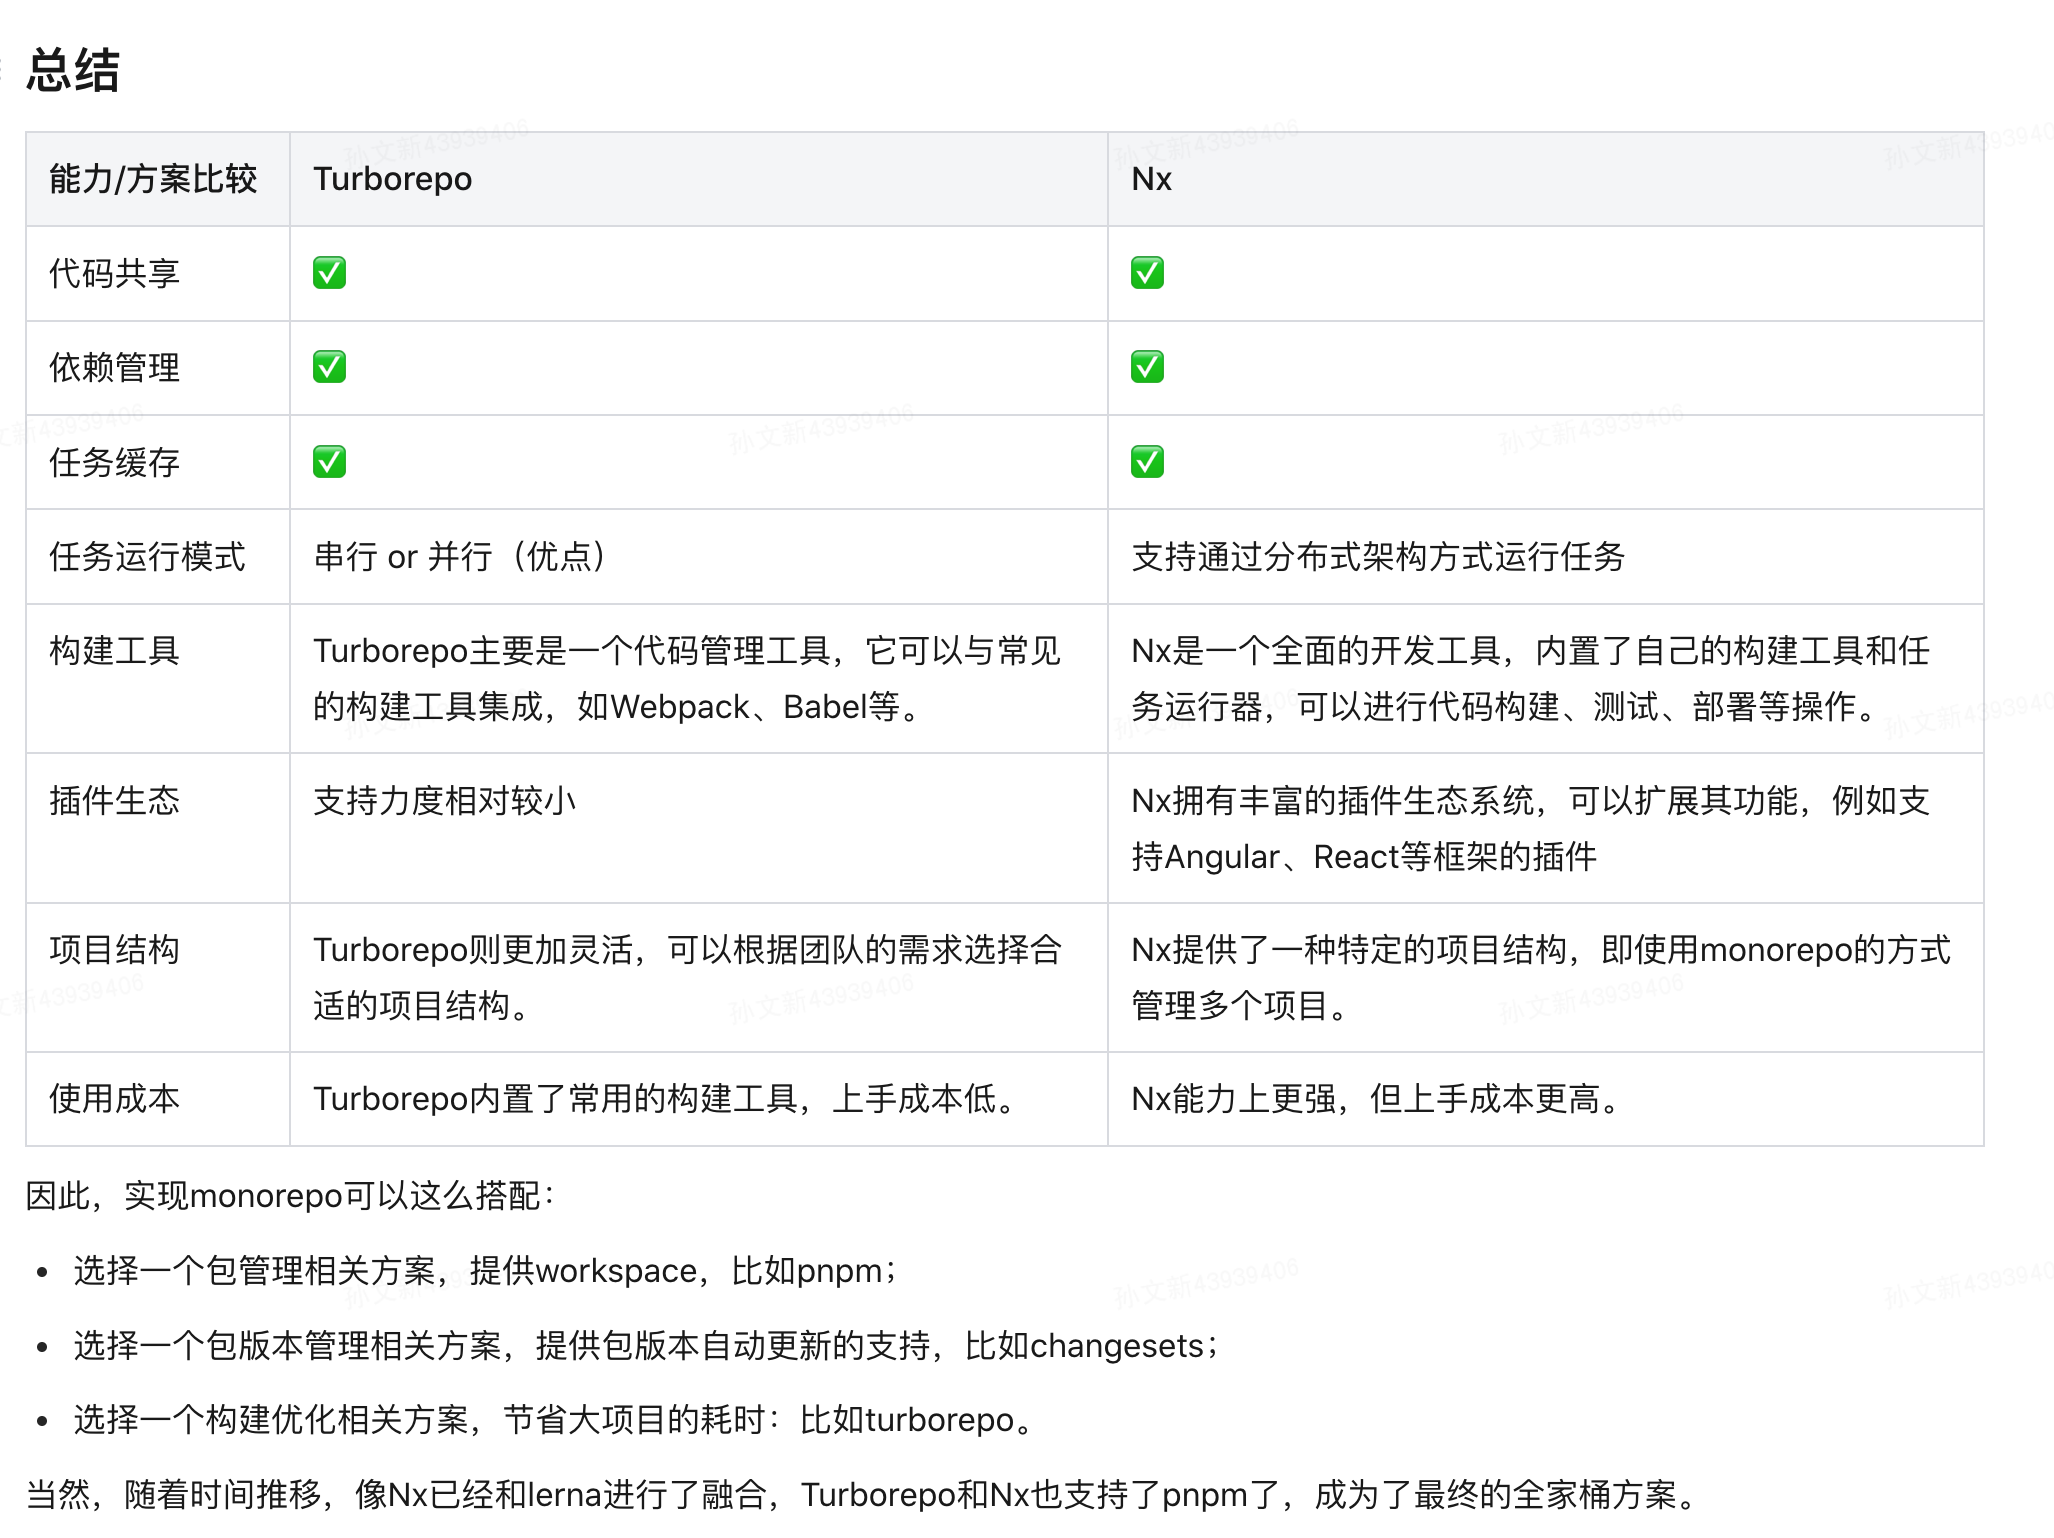 总结
能力/方案比较 Turborepo Nx
代码共享 ✅ ✅
依赖管理 ✅ ✅
任务缓存 ✅ ✅
任务运行模式 串行 or 并行（优点） 支持通过分布式架构方式运行任务
构建工具 Turborepo主要是一个代码管理工具，它可以与常见 Nx是一个全面的开发工具，内置了自己的构建工具和任
的构建工具集成，如Webpack、Babel等。 务运行器，可以进行代码构建、测试、部署等操作。
插件生态 支持力度相对较小 Nx拥有丰富的插件生态系统，可以扩展其功能，例如支
持Angular、React等框架的插件
项目结构 Turborepo则更加灵活，可以根据团队的需求选择合 Nx提供了一种特定的项目结构，即使用monorepo的方式
适的项目结构。 管理多个项目。
使用成本 Turborepo内置了常用的构建工具，上手成本低。 Nx能力上更强，但上手成本更高。
因此，实现monorepo可以这么搭配：
• 选择一个包管理相关方案，提供workspace，比如pnpm；
• 选择一个包版本管理相关方案，提供包版本自动更新的支持，比如changesets；
• 选择一个构建优化相关方案，节省大项目的耗时：比如turborepo。
当然，随着时间推移，像Nx已经和lerna进行了融合，Turborepo和Nx也支持了pnpm了，成为了最终的全家桶方案。
孙文新43939406